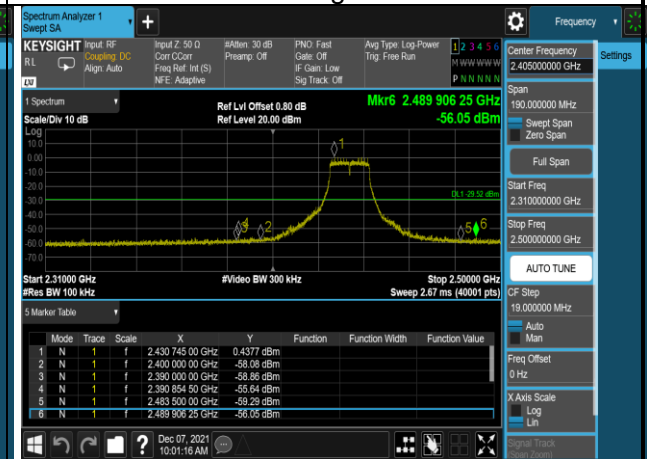 Spectrum Analyzer 1
Swept SA
+
Frequency
Settings
KEYSIGHT
RL
LXI
Input: RF
Coupling: DC
Align: Auto
Input Z: 50 Ω
Corr CCorr
Freq Ref: Int (S)
NFE: Adaptive
#Atten: 30 dB
Preamp: Off
PNO: Fast
Gate: Off
IF Gain: Low
Sig Track: Off
Avg Type: Log-Power
Trig: Free Run
1 2 3 4 5 6
M W W W W W
P N N N N N
1 Spectrum
Scale/Div 10 dB
Ref Lvl Offset 0.80 dB
Ref Level 20.00 dBm
Mkr6 2.489 906 25 GHz
-56.05 dBm
Log
10.0
0.00
-10.0
-20.0
-30.0
-40.0
-50.0
-60.0
-70.0
1
1
DL1 -29.52 dBm
2
5
6
Start 2.31000 GHz
#Res BW 100 kHz
#Video BW 300 kHz
Stop 2.50000 GHz
Sweep 2.67 ms (40001 pts)
5 Marker Table
Mode Trace Scale X Y Function Function Width Function Value
1 N 1 f 2.430 745 00 GHz 0.4377 dBm
2 N 1 f 2.400 000 00 GHz -58.08 dBm
3 N 1 f 2.390 000 00 GHz -58.86 dBm
4 N 1 f 2.390 854 50 GHz -55.64 dBm
5 N 1 f 2.483 500 00 GHz -59.29 dBm
6 N 1 f 2.489 906 25 GHz -56.05 dBm
Dec 07, 2021
10:01:16 AM
?
Center Frequency
2.405000000 GHz
Span
190.000000 MHz
Swept Span
Zero Span
Full Span
Start Freq
2.310000000 GHz
Stop Freq
2.500000000 GHz
AUTO TUNE
CF Step
19.000000 MHz
Auto
Man
Freq Offset
0 Hz
X Axis Scale
Log
Lin
Signal Track
(Span Zoom)